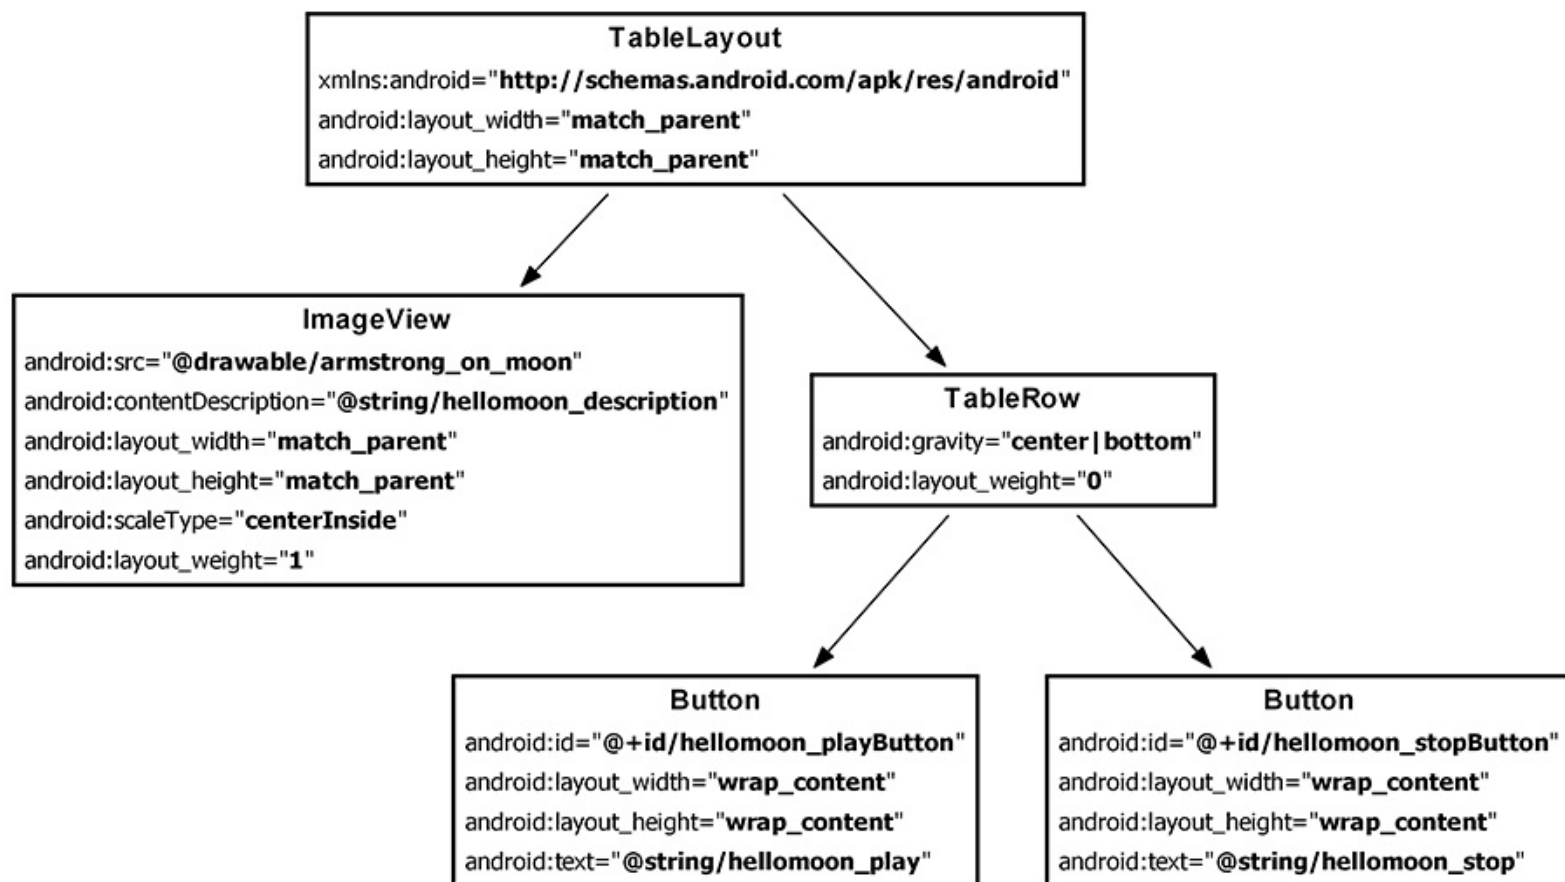 TableLayout
xmlns:android="http://schemas.android.com/apk/res/android"
android:layout_width="match_parent"
android:layout_height="match_parent"
ImageView
android:src="@drawable/armstrong_on_moon"
android:contentDescription="@string/hellomoon_description"
android:layout_width="match_parent"
android:layout_height="match_parent"
android:scaleType="centerInside"
android:layout_weight="1"
TableRow
android:gravity="center|bottom"
android:layout_weight="0"
Button
android:id="@+id/hellomoon_playButton"
android:layout_width="wrap_content"
android:layout_height="wrap_content"
android:text="@string/hellomoon_play"
Button
android:id="@+id/hellomoon_stopButton"
android:layout_width="wrap_content"
android:layout_height="wrap_content"
android:text="@string/hellomoon_stop"